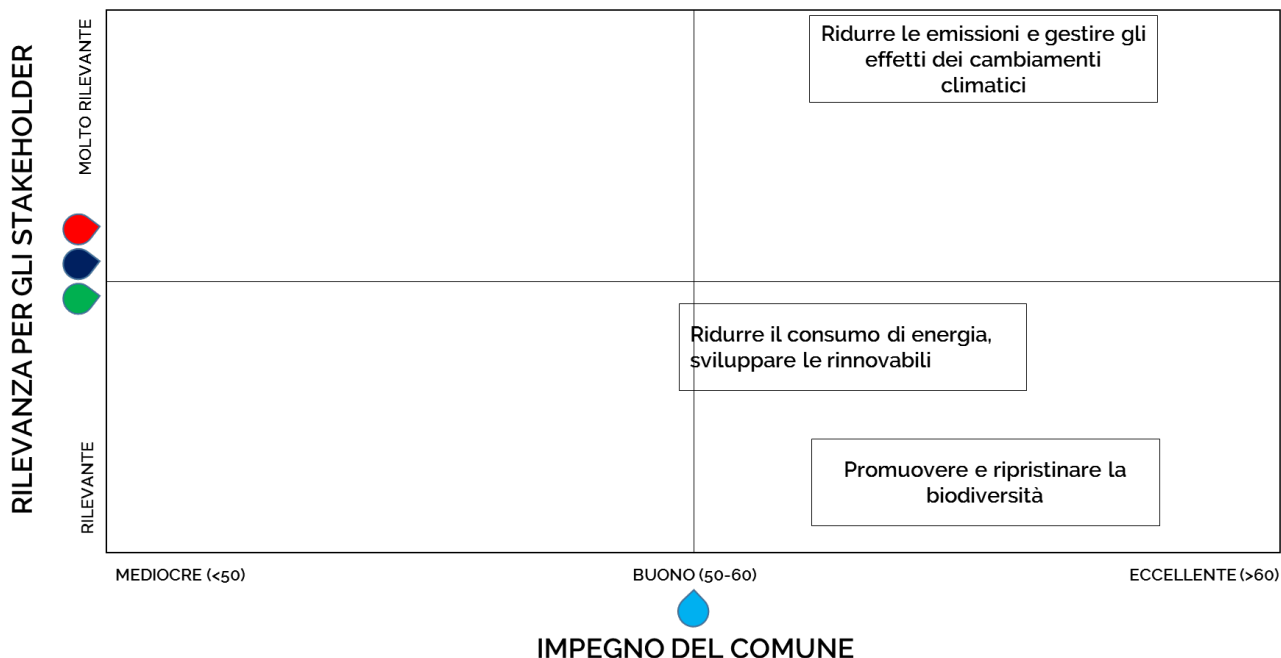 RILEVANZA PER GLI STAKEHOLDER
MOLTO RILEVANTE
RILEVANTE
Ridurre le emissioni e gestire gli
effetti dei cambiamenti
climatici
Ridurre il consumo di energia,
sviluppare le rinnovabili
Promuovere e ripristinare la
biodiversità
MEDIOCRE (<50)
BUONO (50-60)
ECCELLENTE (>60)
IMPEGNO DEL COMUNE